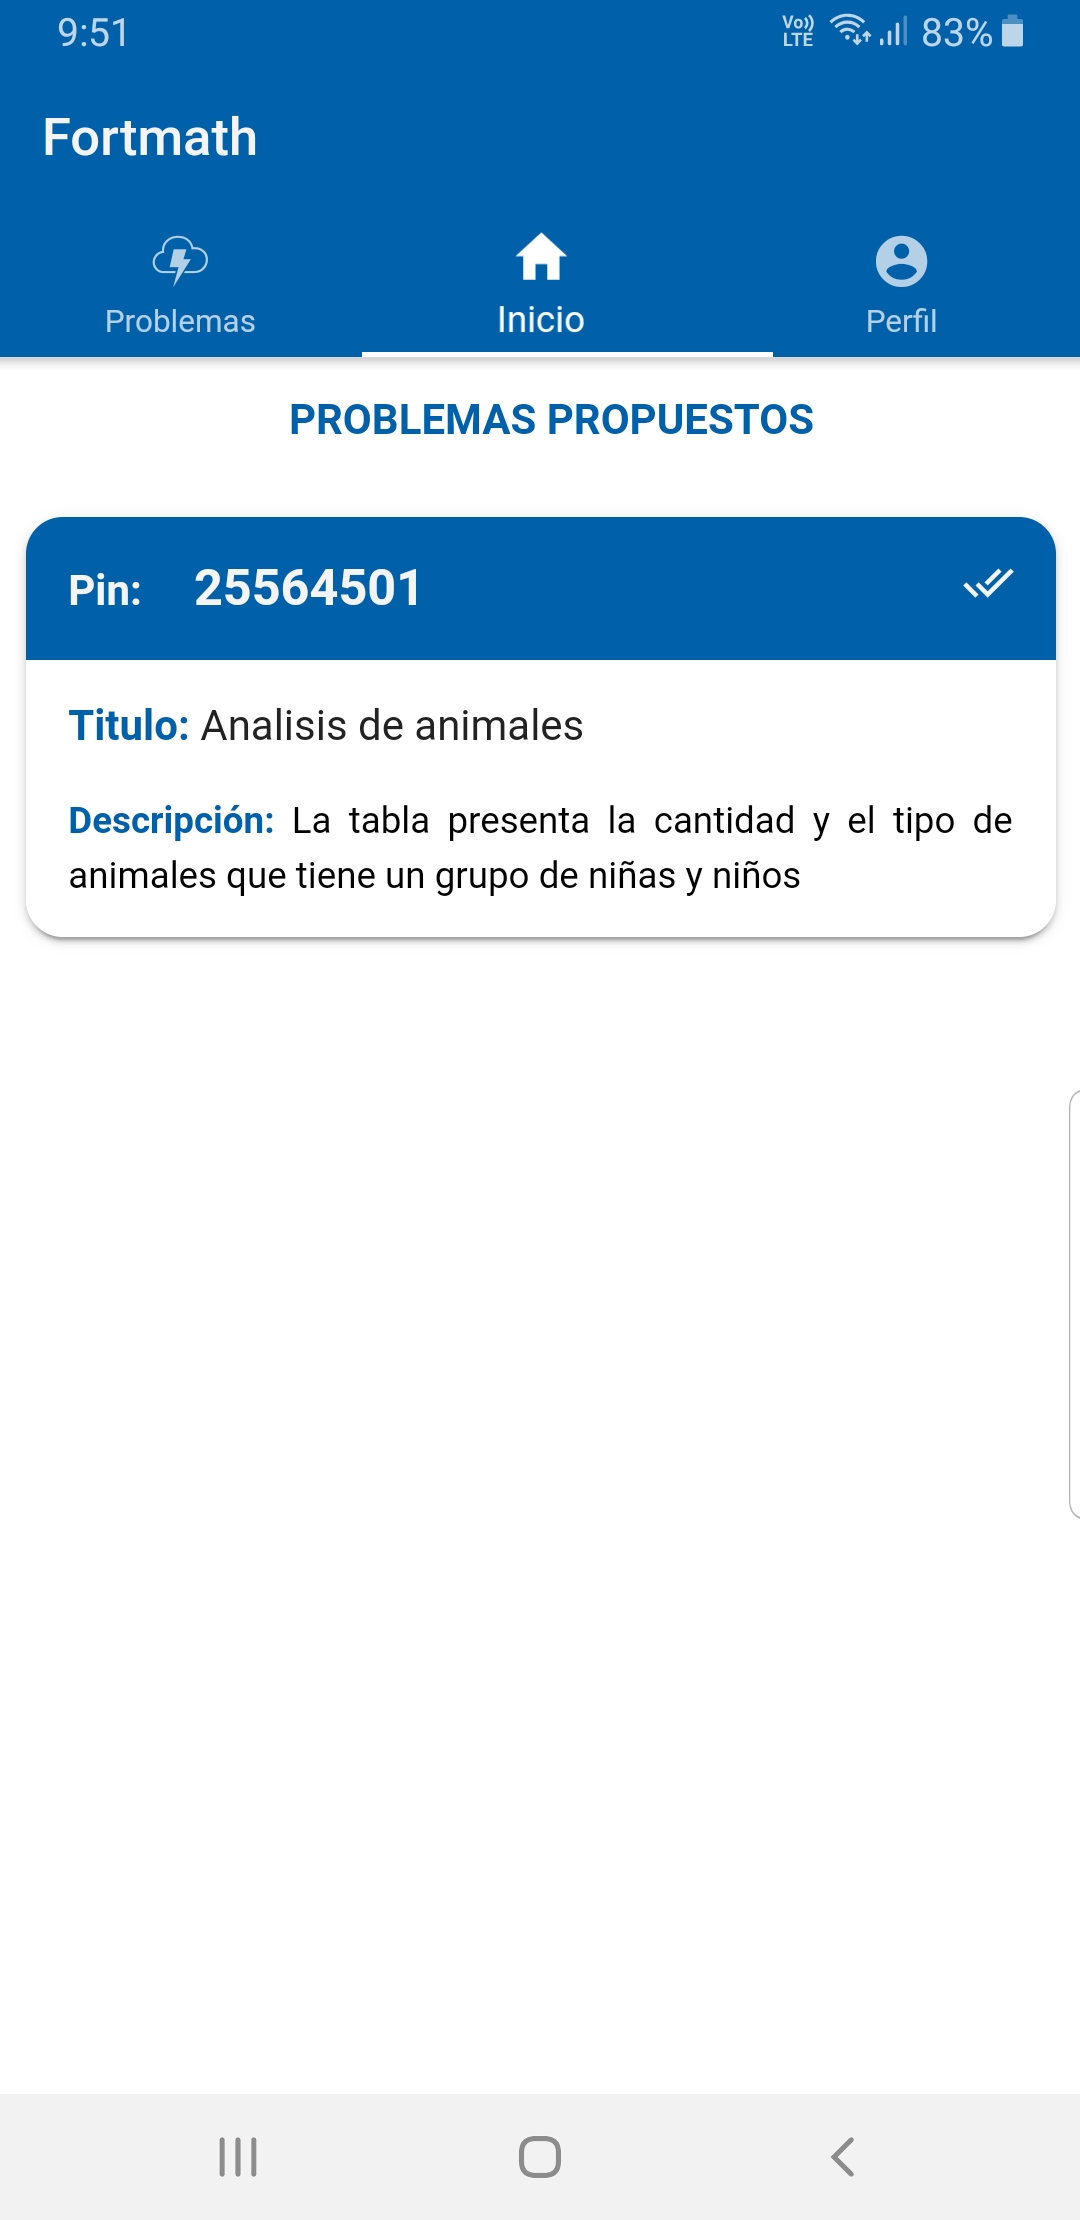 9:51 Vo)) LTE 83%
Fortmath
Problemas Inicio Perfil
PROBLEMAS PROPUESTOS
Pin: 25564501
Titulo: Analisis de animales
Descripción: La tabla presenta la cantidad y el tipo de
animales que tiene un grupo de niñas y niños